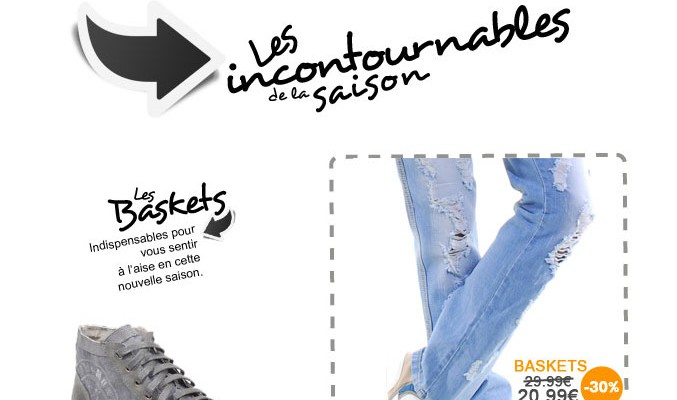 Les
incontournables
de la saison
Les
Baskets
Indispensables pour
vous sentir
à l'aise en cette
nouvelle saison.
BASKETS
29.99€
20.99€
-30%